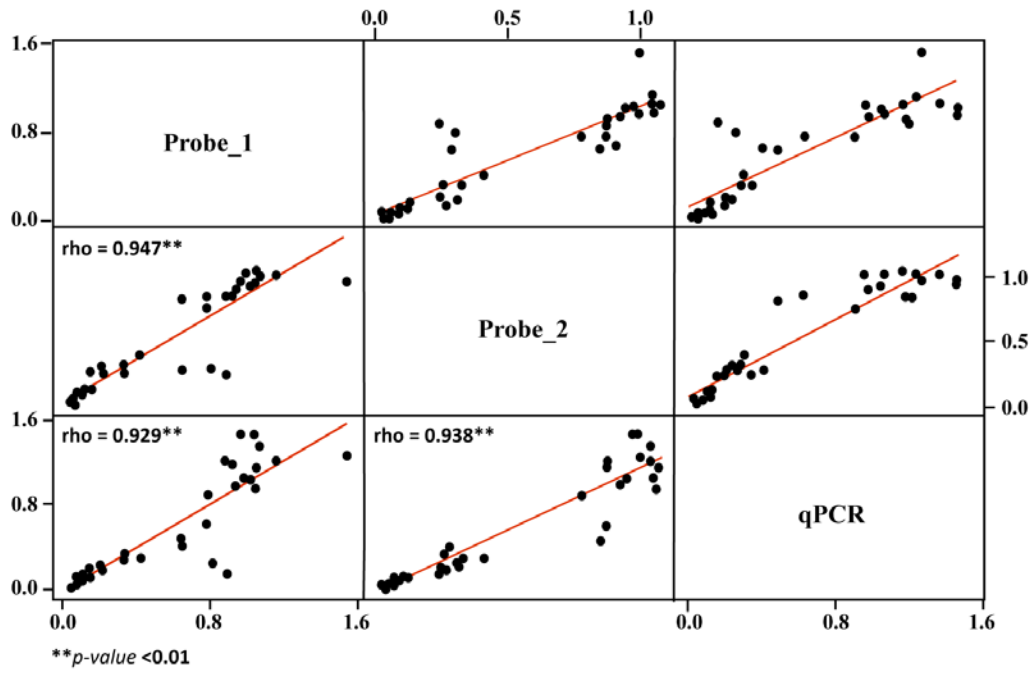 0.0 0.5 1.0
1.6
0.8
0.0
Probe_1
rho = 0.947**
Probe_2
1.0
0.5
0.0
1.6
0.8
0.0
rho = 0.929**
rho = 0.938**
qPCR
0.0 0.8 1.6 0.0 0.8 1.6
**p-value <0.01